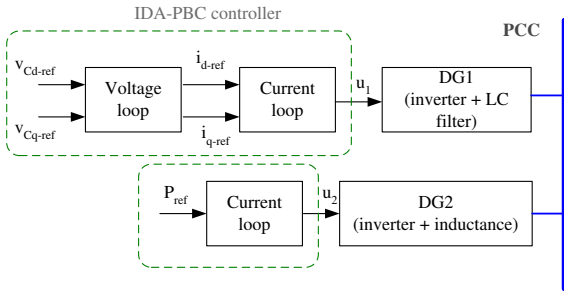 IDA-PBC controller
PCC
v_Cd-ref
i_d-ref
Voltage
loop
Current
loop
u_1
DG1
(inverter + LC
filter)
v_Cq-ref
i_q-ref
P_ref
Current
loop
u_2
DG2
(inverter + inductance)